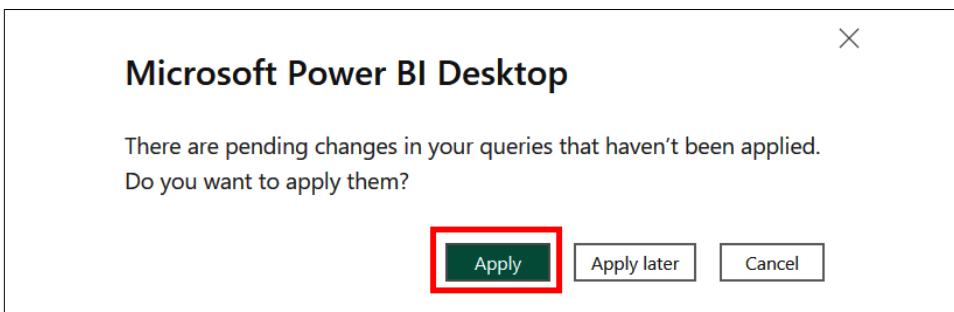 Microsoft Power BI Desktop
There are pending changes in your queries that haven’t been applied.
Do you want to apply them?
Apply
Apply later
Cancel